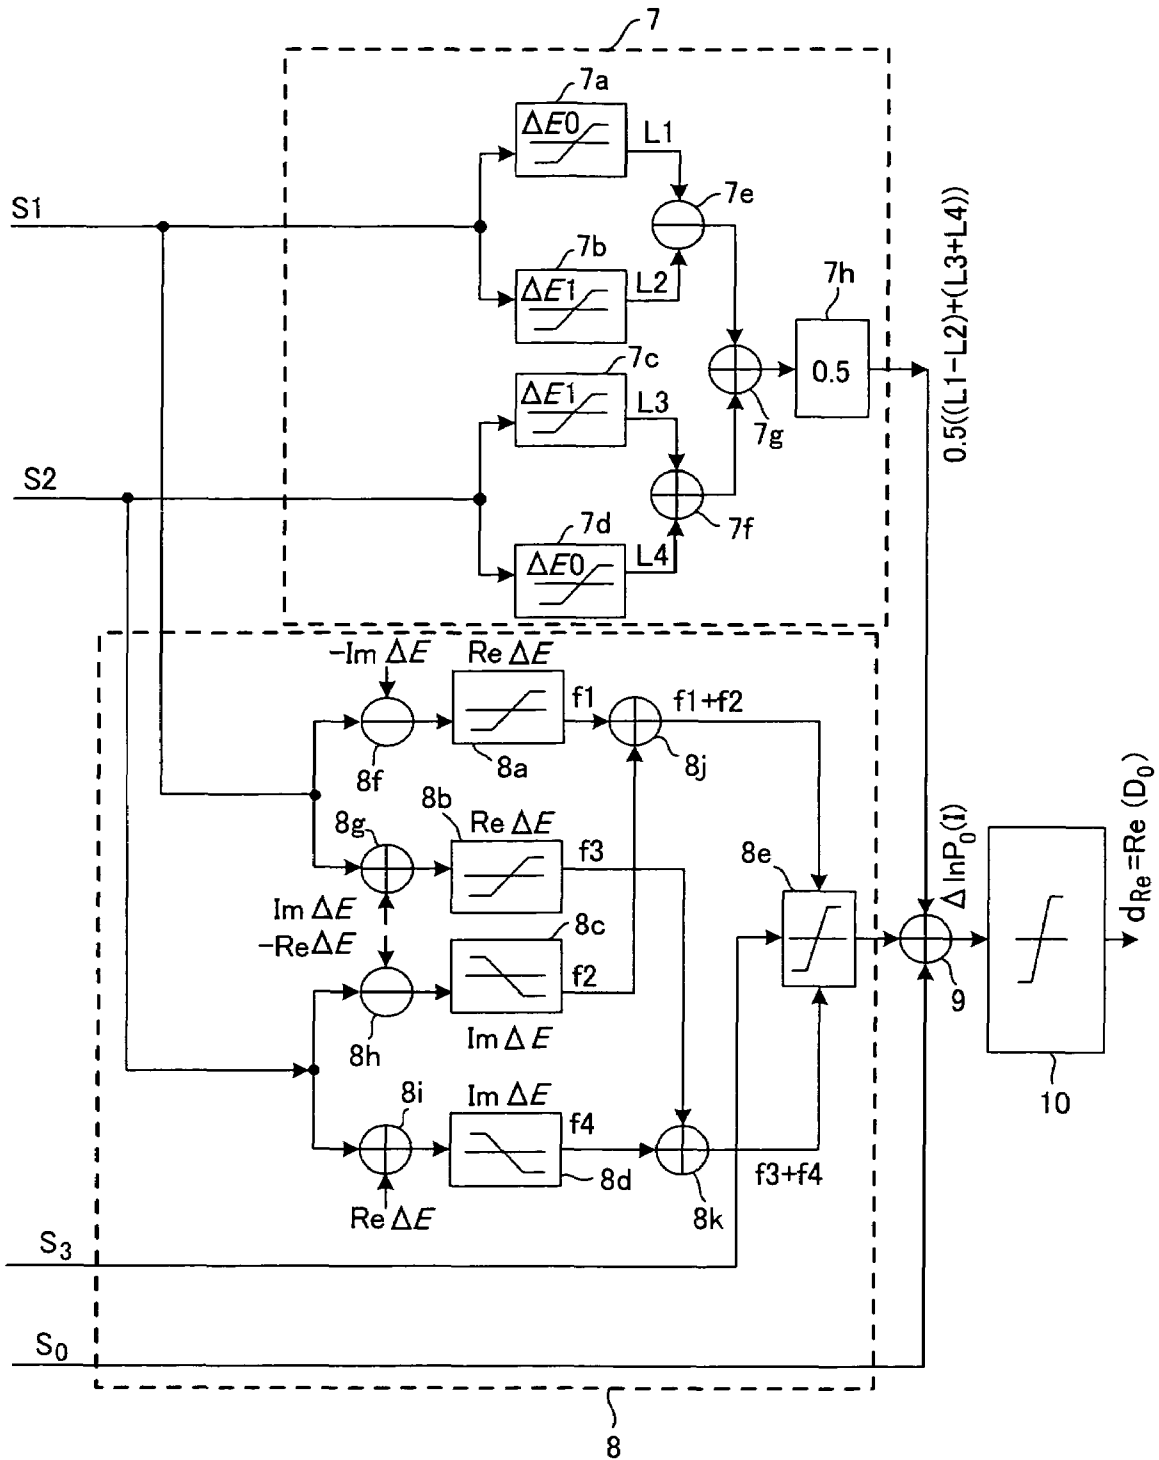 7
7a
ΔE0
L1
S1
7e
7b
ΔE1
L2
7h
0.5
7c
ΔE1
L3
7g
S2
7d
ΔE0
L4
7f
0.5((L1-L2)+(L3+L4))
-Im ΔE
Re ΔE
f1
f1+f2
8f
8a
8j
8g
8b
Re ΔE
f3
8e
Im ΔE
-Re ΔE
8c
f2
8h
Im ΔE
ΔlnP0(I)
9
dRe=Re(D0)
10
8i
Im ΔE
f4
8d
f3+f4
8k
Re ΔE
S3
S0
8